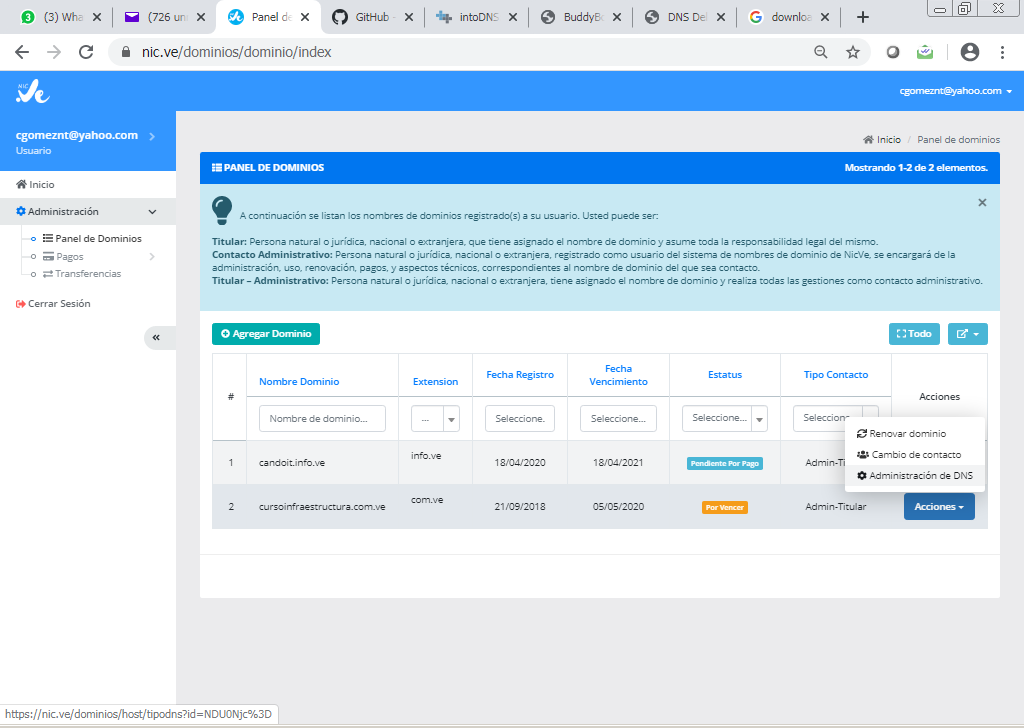 (3) Wha
(726 un
Panel de
GitHub
intoDNS
BuddyBo
DNS Del
downloa
nic.ve/dominios/dominio/index
NIC Ve
cgomeznt@yahoo.com
cgomeznt@yahoo.com
Usuario
Inicio
Administración
Panel de Dominios
Pagos
Transferencias
Cerrar Sesión
Inicio / Panel de dominios
PANEL DE DOMINIOS
Mostrando 1-2 de 2 elementos.
A continuación se listan los nombres de dominios registrado(s) a su usuario. Usted puede ser:
Titular: Persona natural o jurídica, nacional o extranjera, que tiene asignado el nombre de dominio y asume toda la responsabilidad legal del mismo.
Contacto Administrativo: Persona natural o jurídica, nacional o extranjera, registrado como usuario del sistema de nombres de dominio de NicVe, se encargará de la
administración, uso, renovación, pagos, y aspectos técnicos, correspondientes al nombre de dominio del que sea contacto.
Titular – Administrativo: Persona natural o jurídica, nacional o extranjera, tiene asignado el nombre de dominio y realiza todas las gestiones como contacto administrativo.
Agregar Dominio
Todo
# Nombre Dominio Extension Fecha Registro Fecha Vencimiento Estatus Tipo Contacto Acciones
Nombre de dominio... ... Seleccione. Seleccione... Seleccione... Seleccione
Renovar dominio
Cambio de contacto
Administración de DNS
1 candoit.info.ve info.ve 18/04/2020 18/04/2021 Pendiente Por Pago Admin-Ti
2 cursoinfraestructura.com.ve com.ve 21/09/2018 05/05/2020 Por Vencer Admin-Titular Acciones
https://nic.ve/dominios/host/tipodns?id=NDU0Njc%3D